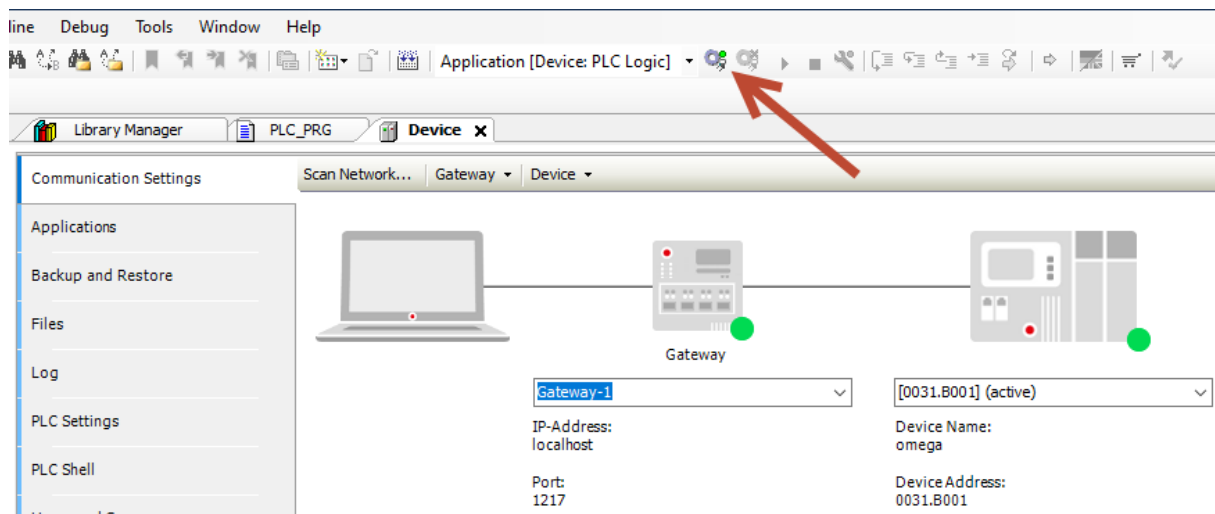 line Debug Tools Window Help
Application [Device: PLC Logic]
Library Manager PLC_PRG Device
Communication Settings
Scan Network... Gateway Device
Applications
Backup and Restore
Files
Log
PLC Settings
PLC Shell
Gateway
Gateway-1
[0031.B001] (active)
IP-Address:
localhost
Device Name:
omega
Port:
1217
Device Address:
0031.B001